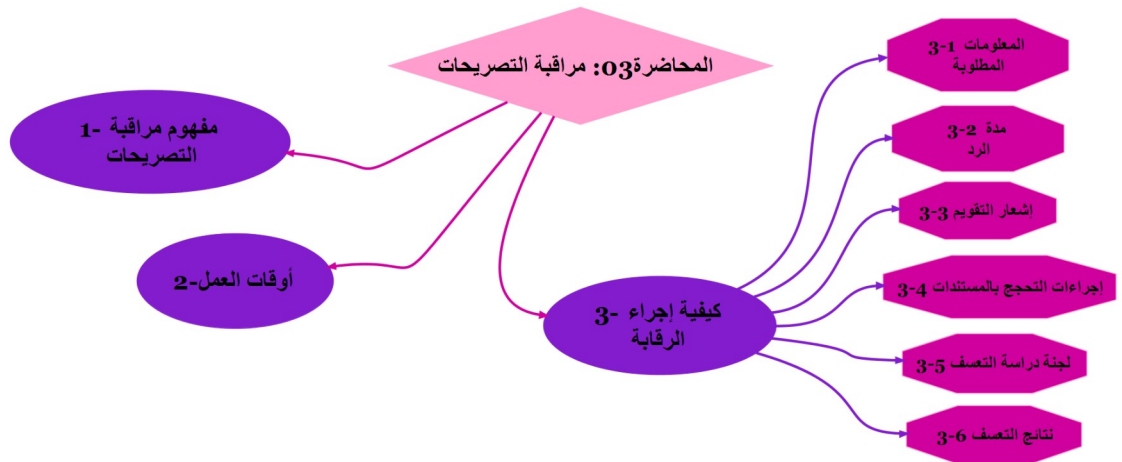 المحاضرة03: مراقبة التصريحات
1- مفهوم مراقبة
التصريحات
2-أوقات العمل
3- كيفية إجراء
الرقابة
3-1 المعلومات
المطلوبة
3-2 مدة
الرد
3-3 إشعار التقويم
3-4 إجراءات التحجج بالمستندات
3-5 لجنة دراسة التعسف
3-6 نتائج التعسف